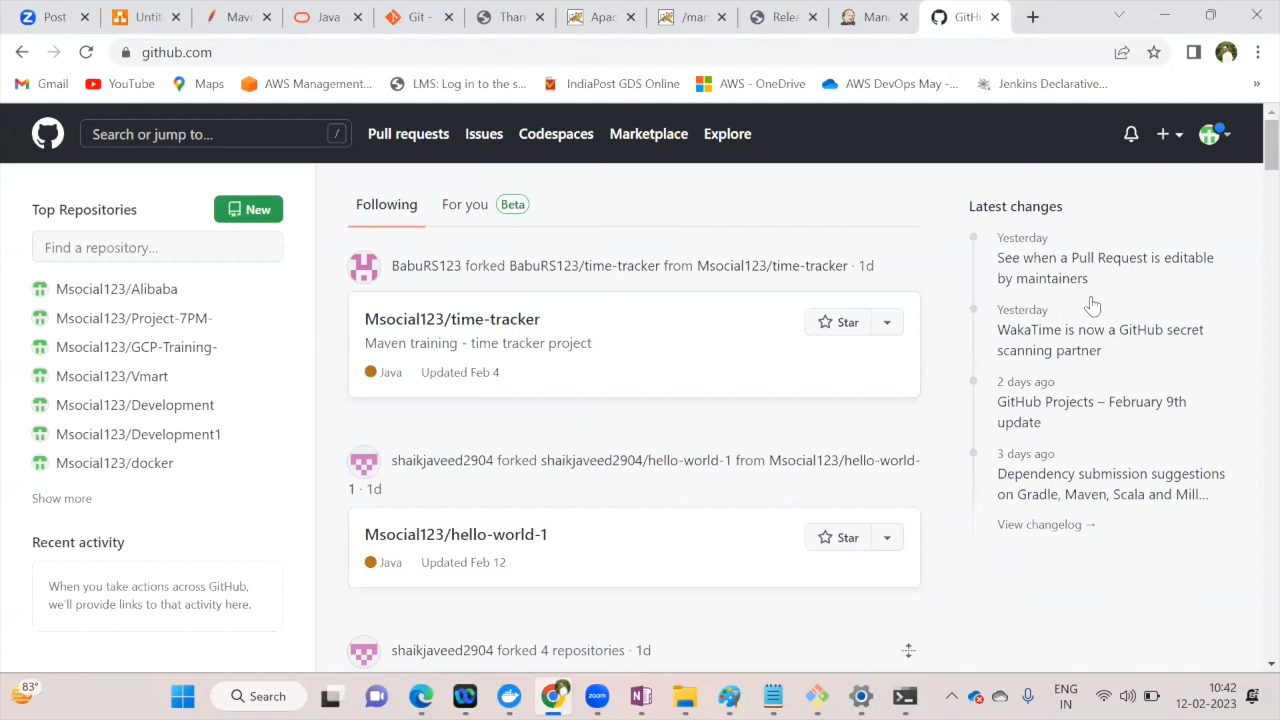 Post
Untit
Mave
Java
Git -
Than
Apac
/mar
Relea
Mana
GitHu
github.com
Gmail
YouTube
Maps
AWS Management...
LMS: Log in to the s...
IndiaPost GDS Online
AWS - OneDrive
AWS DevOps May -...
Jenkins Declarative...
»
Search or jump to...
/
Pull requests
Issues
Codespaces
Marketplace
Explore
Top Repositories
New
Find a repository...
Msocial123/Alibaba
Msocial123/Project-7PM-
Msocial123/GCP-Training-
Msocial123/Vmart
Msocial123/Development
Msocial123/Development1
Msocial123/docker
Show more
Recent activity
When you take actions across GitHub,
we'll provide links to that activity here.
Following
For you
Beta
BabuRS123 forked BabuRS123/time-tracker from Msocial123/time-tracker · 1d
Msocial123/time-tracker
Star
Maven training - time tracker project
Java
Updated Feb 4
shaikjaveed2904 forked shaikjaveed2904/hello-world-1 from Msocial123/hello-world-
1 · 1d
Msocial123/hello-world-1
Star
Java
Updated Feb 12
shaikjaveed2904 forked 4 repositories · 1d
Latest changes
Yesterday
See when a Pull Request is editable
by maintainers
Yesterday
WakaTime is now a GitHub secret
scanning partner
2 days ago
GitHub Projects – February 9th
update
3 days ago
Dependency submission suggestions
on Gradle, Maven, Scala and Mill...
View changelog →
83°
Search
ENG
IN
10:42
12-02-2023